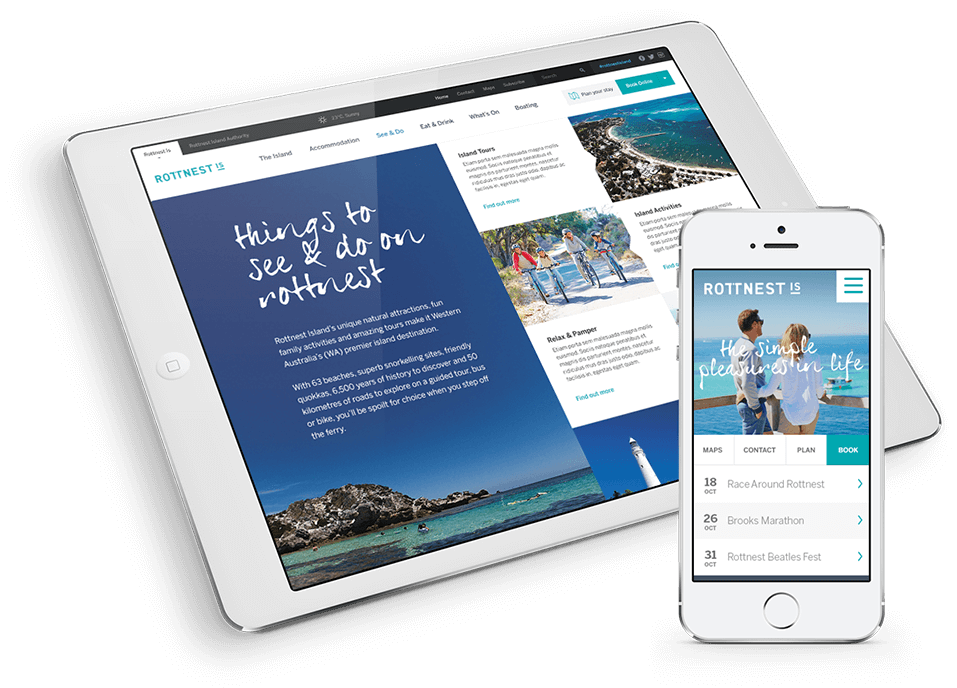 Rottnest Is
Rottnest Island Authority
23°C, Sunny
Home
Contact
Maps
Subscribe
Search
#rottnestisland
ROTTNEST IS
The Island
Accommodation
See & Do
Eat & Drink
What's On
Boating
Plan your stay
Book Online
things to
see & do on
rottnest
Rottnest Island's unique natural attractions, fun
family activities and amazing tours make it Western
Australia's (WA) premier island destination.
With 63 beaches, superb snorkelling sites, friendly
quokkas, 6,500 years of history to discover and 50
kilometres of roads to explore on a guided tour, bus
or bike, you'll be spoilt for choice when you step off
the ferry.
Island Tours
Etiam porta sem malesuada magna mollis
euismod. Sociis natoque penatibus et
magnis dis parturient montes, nascetur
ridiculus mus cras justo odio, dapibus ac
facilisis in, egestas eget quam.
Find out more
Island Activities
Relax & Pamper
Etiam porta sem malesuada magna mollis
euismod. Sociis natoque penatibus et magnis
dis parturient montes, nascetur ridiculus
mus cras justo odio, dapibus ac facilisis in,
egestas eget quam.
Find out more
ROTTNEST IS
the simple
pleasures in life
MAPS
CONTACT
PLAN
BOOK
18 OCT Race Around Rottnest
26 OCT Brooks Marathon
31 OCT Rottnest Beatles Fest